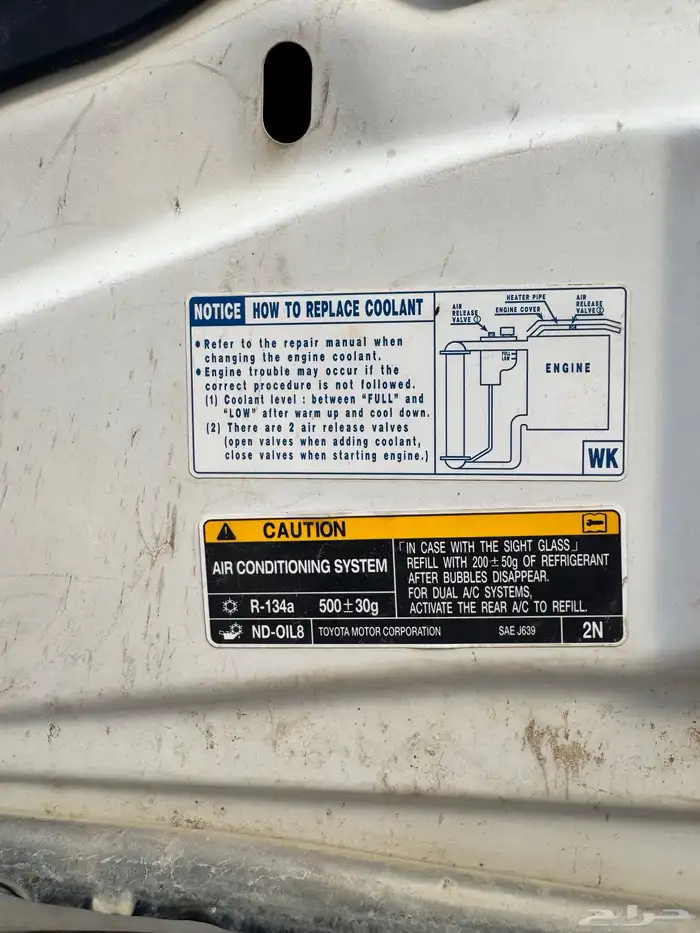 NOTICE HOW TO REPLACE COOLANT
•Refer to the repair manual when
changing the engine coolant.
•Engine trouble may occur if the
correct procedure is not followed.
(1) Coolant level : between "FULL" and
"LOW" after warm up and cool down.
(2) There are 2 air release valves
(open valves when adding coolant,
close valves when starting engine.)
AIR
RELEASE
VALVE ①
HEATER PIPE
ENGINE COVER
AIR
RELEASE
VALVE ②
FULL
LOW
ENGINE
WK
CAUTION
AIR CONDITIONING SYSTEM
R-134a 500±30g
ND-OIL8
「IN CASE WITH THE SIGHT GLASS」
REFILL WITH 200±50g OF REFRIGERANT
AFTER BUBBLES DISAPPEAR.
FOR DUAL A/C SYSTEMS,
ACTIVATE THE REAR A/C TO REFILL.
TOYOTA MOTOR CORPORATION SAE J639 2N
حراج